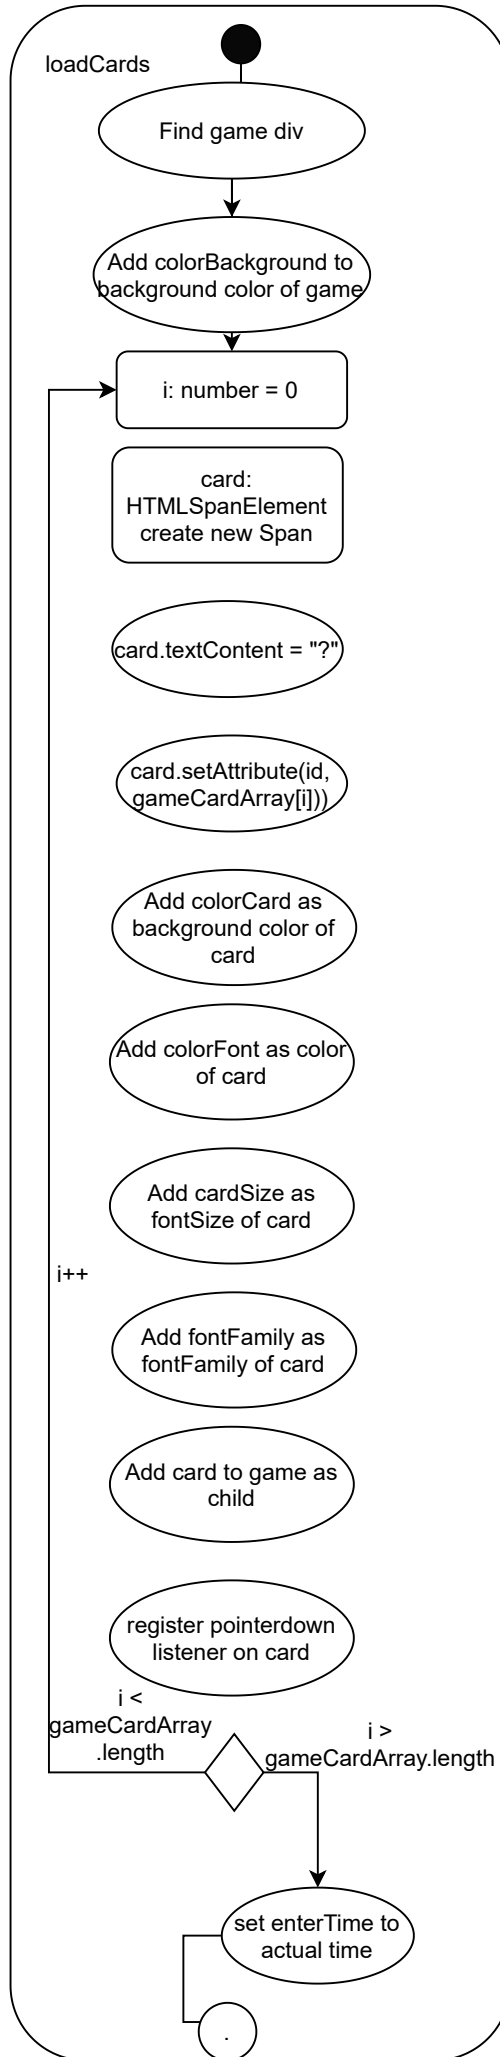 loadCards
Find game div
Add colorBackground to
background color of game
i: number = 0
card:
HTMLSpanElement
create new Span
card.textContent = "?"
card.setAttribute(id,
gameCardArray[i]))
Add colorCard as
background color of
card
Add colorFont as color
of card
Add cardSize as
fontSize of card
i++
Add fontFamily as
fontFamily of card
Add card to game as
child
register pointerdown
listener on card
i <
gameCardArray
.length
i >
gameCardArray.length
set enterTime to
actual time
.